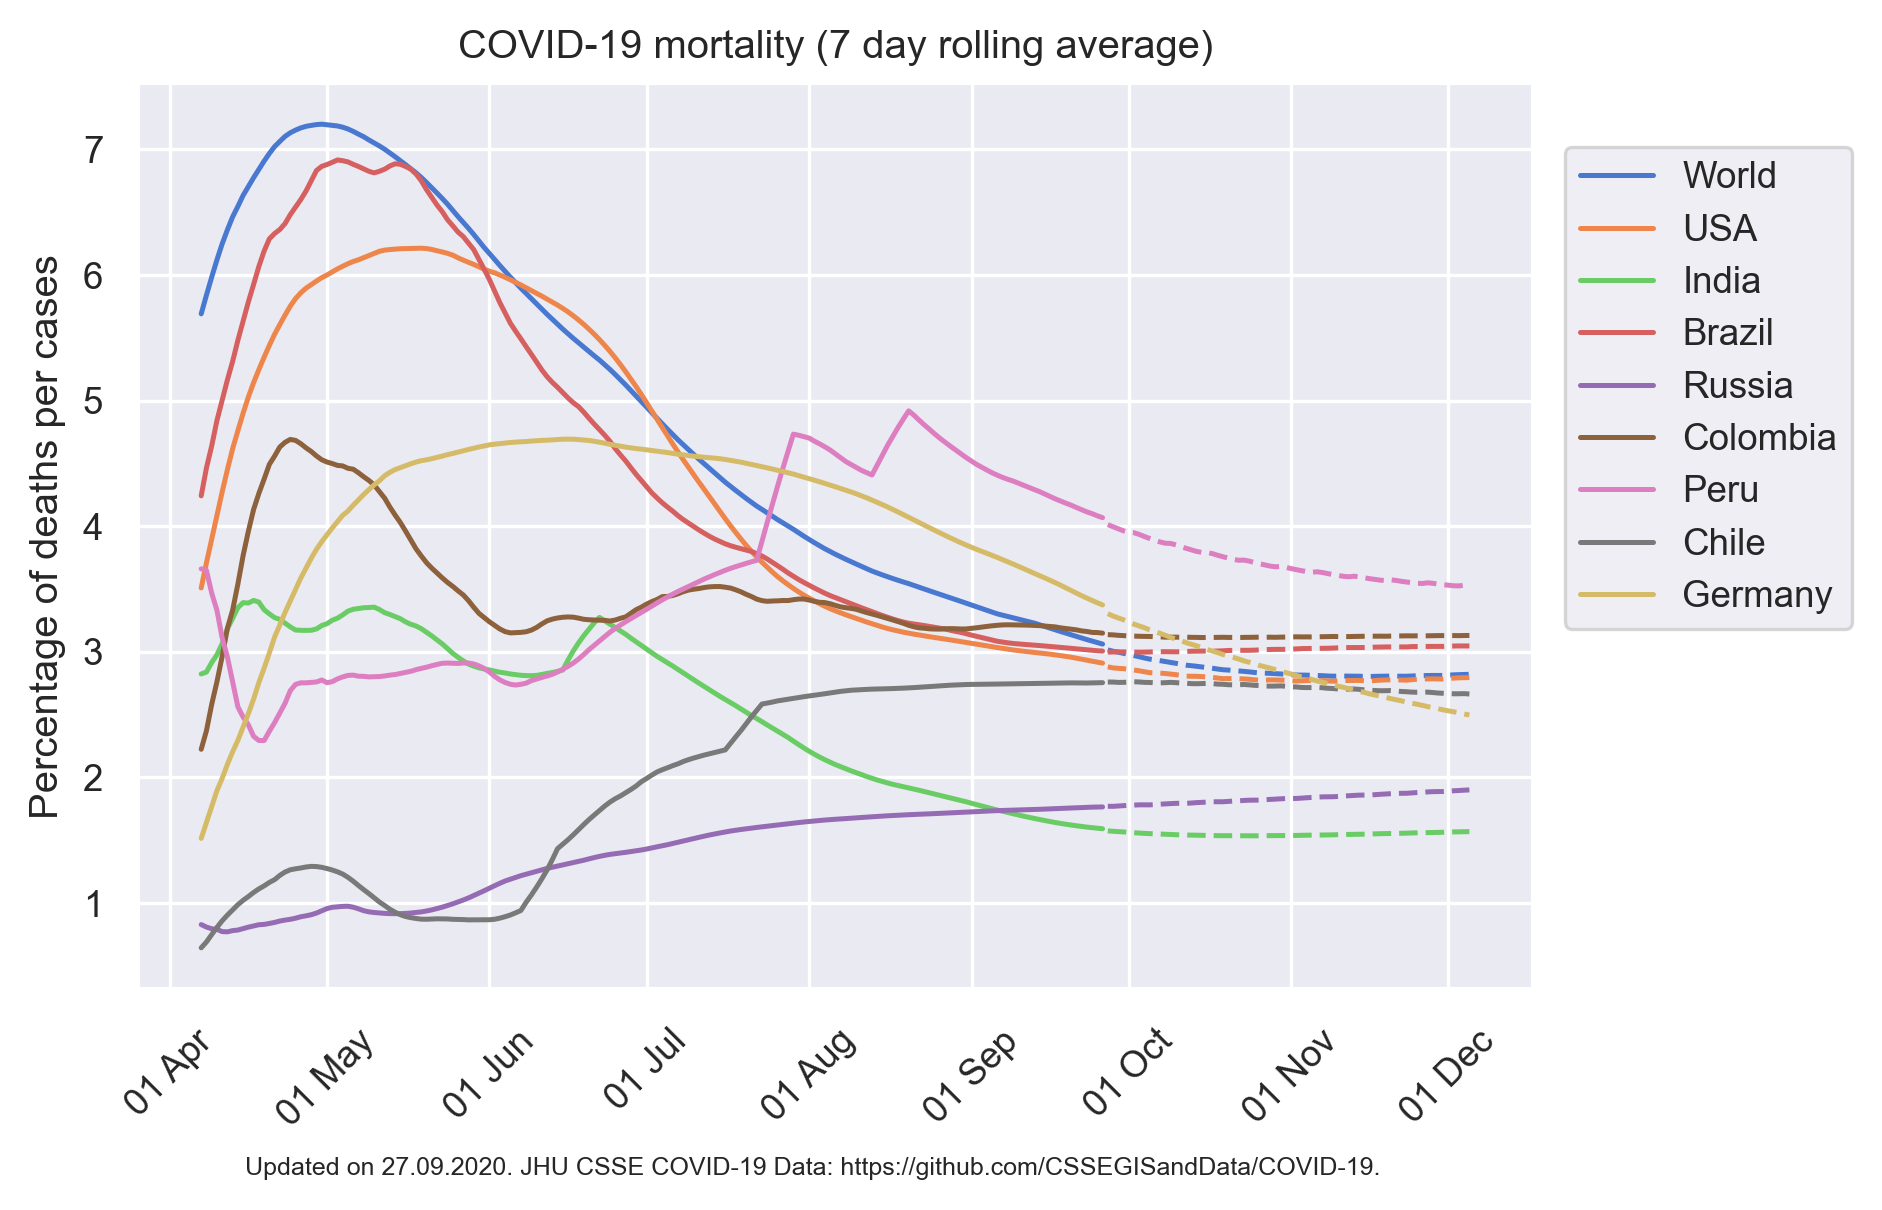 COVID-19 mortality (7 day rolling average)
Percentage of deaths per cases
7
6
5
4
3
2
1
01 Apr
01 May
01 Jun
01 Jul
01 Aug
01 Sep
01 Oct
01 Nov
01 Dec
World
USA
India
Brazil
Russia
Colombia
Peru
Chile
Germany
Updated on 27.09.2020. JHU CSSE COVID-19 Data: https://github.com/CSSEGISandData/COVID-19.